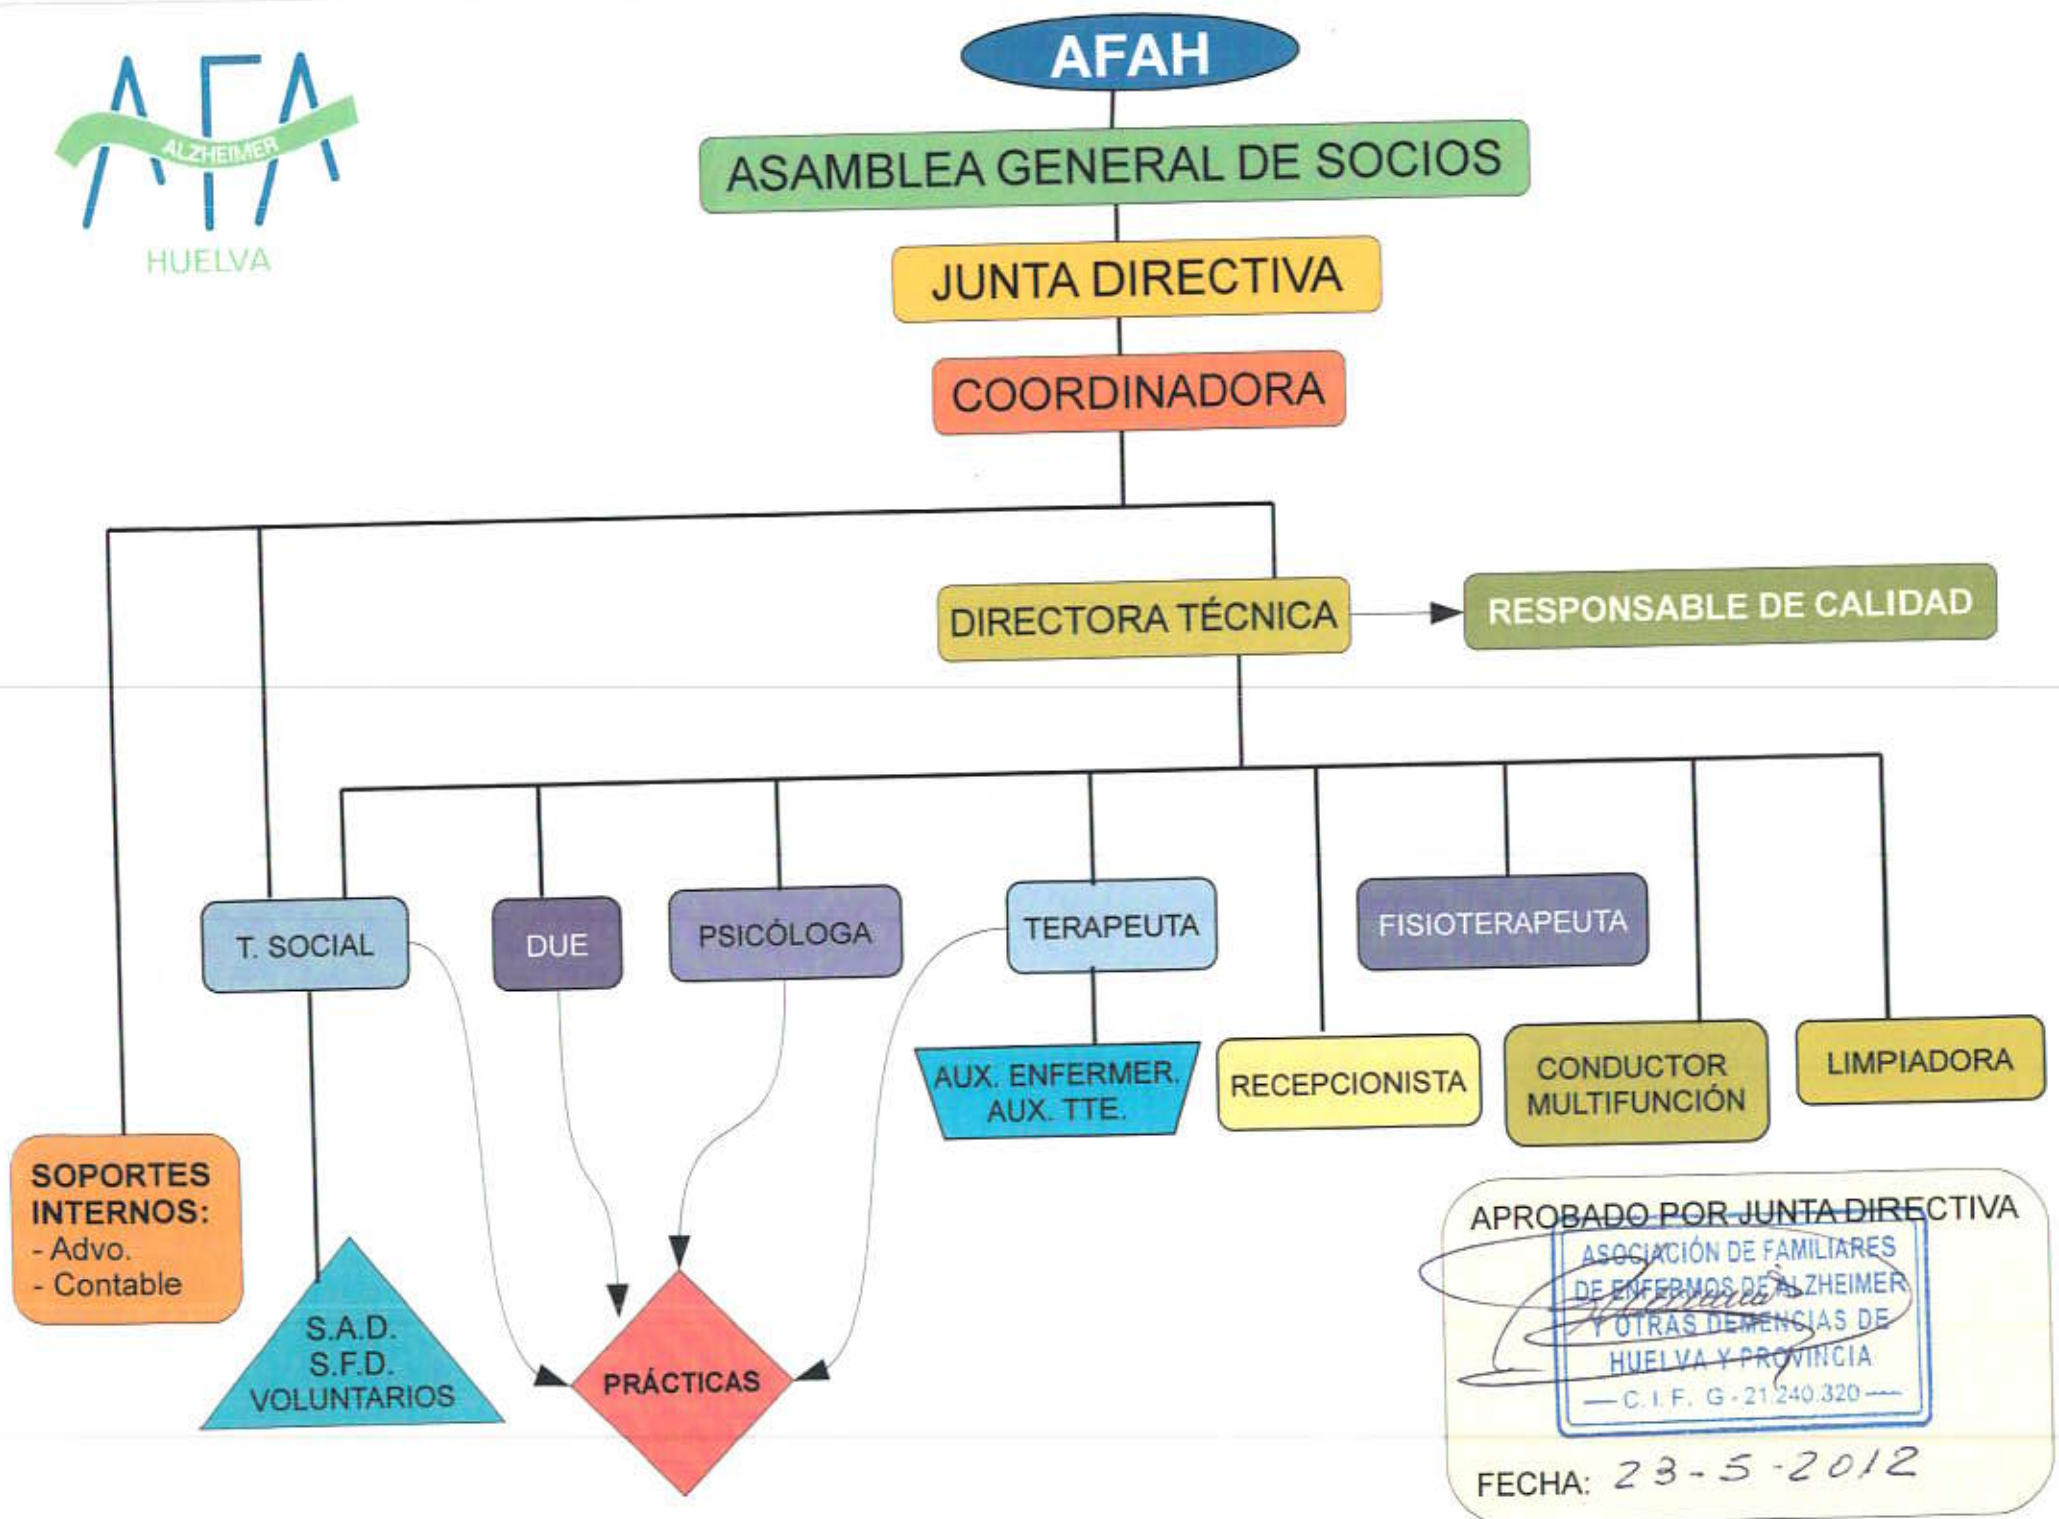 AFA
ALZHEIMER
HUELVA
AFAH
ASAMBLEA GENERAL DE SOCIOS
JUNTA DIRECTIVA
COORDINADORA
DIRECTORA TÉCNICA
RESPONSABLE DE CALIDAD
T. SOCIAL
DUE
PSICÓLOGA
TERAPEUTA
FISIOTERAPEUTA
AUX. ENFERMER.
AUX. TTE.
RECEPCIONISTA
CONDUCTOR
MULTIFUNCIÓN
LIMPIADORA
SOPORTES
INTERNOS:
- Advo.
- Contable
S.A.D.
S.F.D.
VOLUNTARIOS
PRÁCTICAS
APROBADO POR JUNTA DIRECTIVA
ASOCIACIÓN DE FAMILIARES
DE ENFERMOS DE ALZHEIMER
Y OTRAS DEMENCIAS DE
HUELVA Y PROVINCIA
C. I. F. G - 21.240.320
FECHA: 23-5-2012